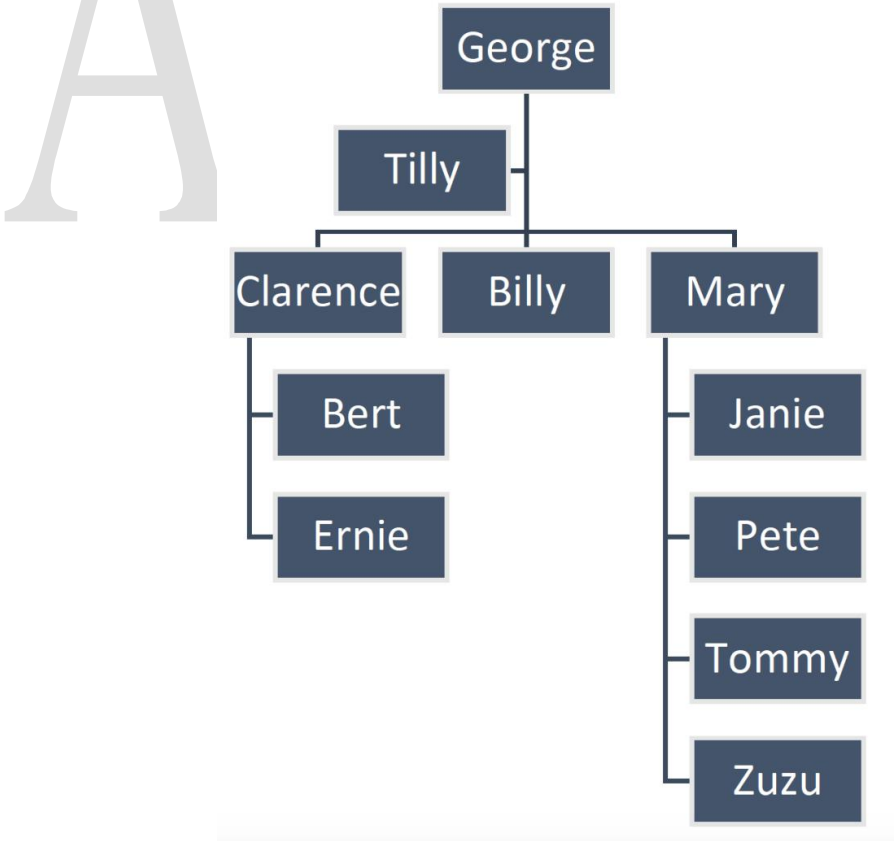 A
George
Tilly
Clarence
Billy
Mary
Bert
Janie
Ernie
Pete
Tommy
Zuzu